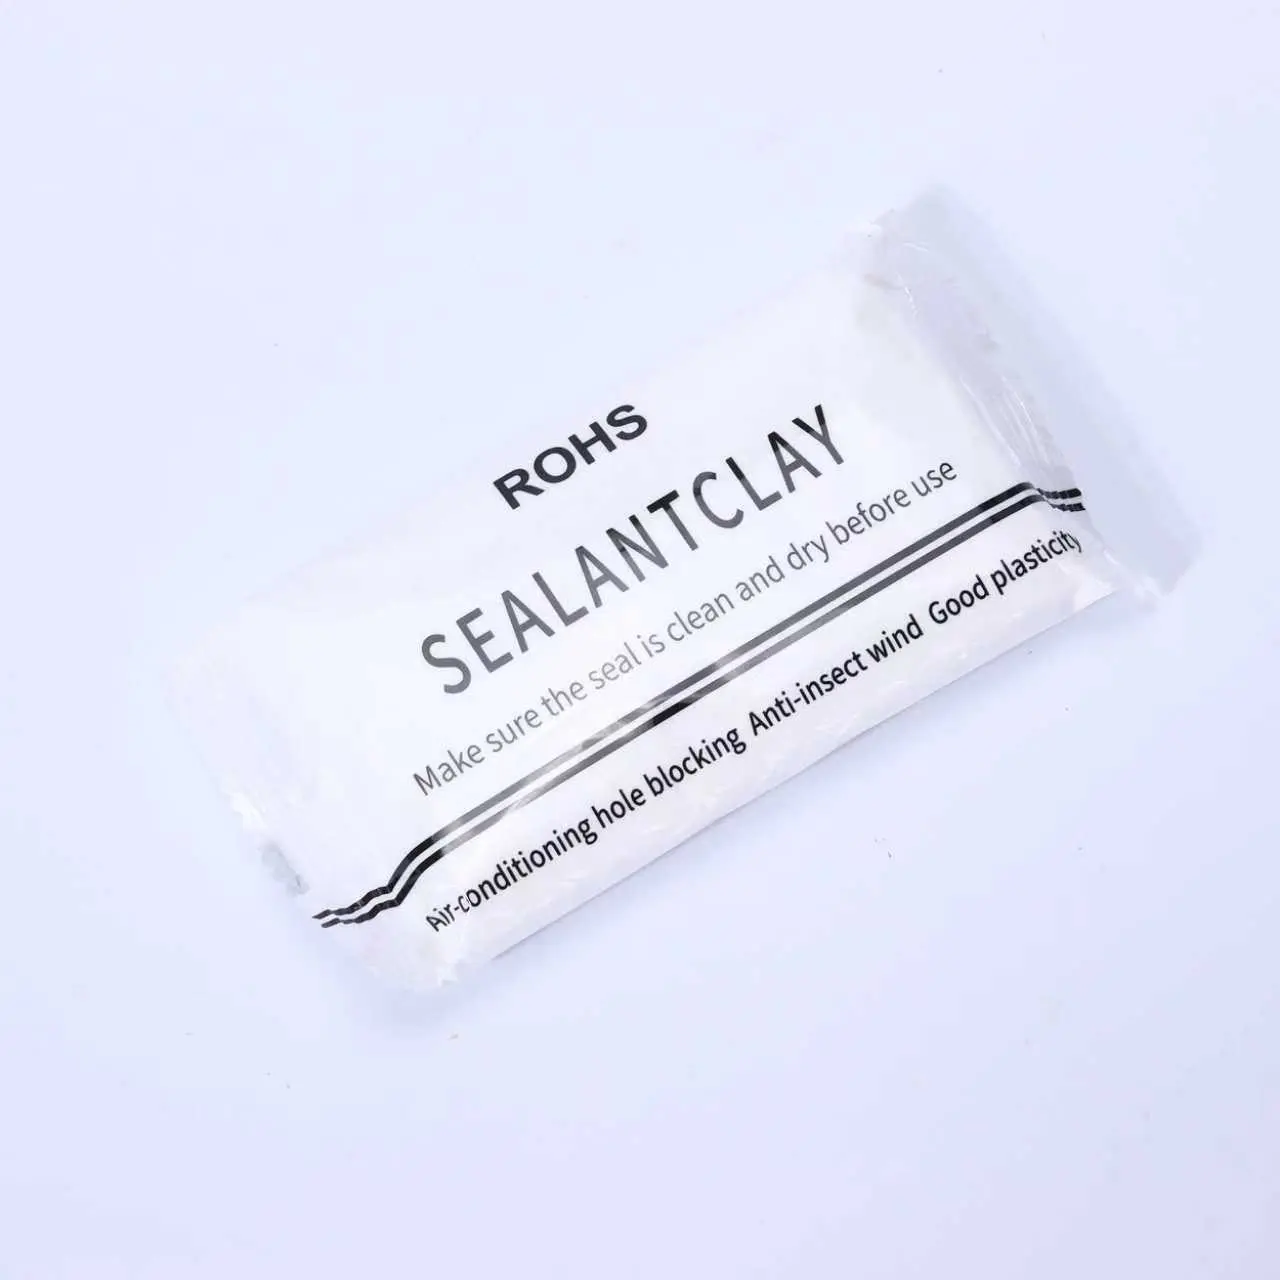 ROHS
SEALANTCLAY
Make sure the seal is clean and dry before use
Air-conditioning hole blocking Anti-insect wind Good plasticity